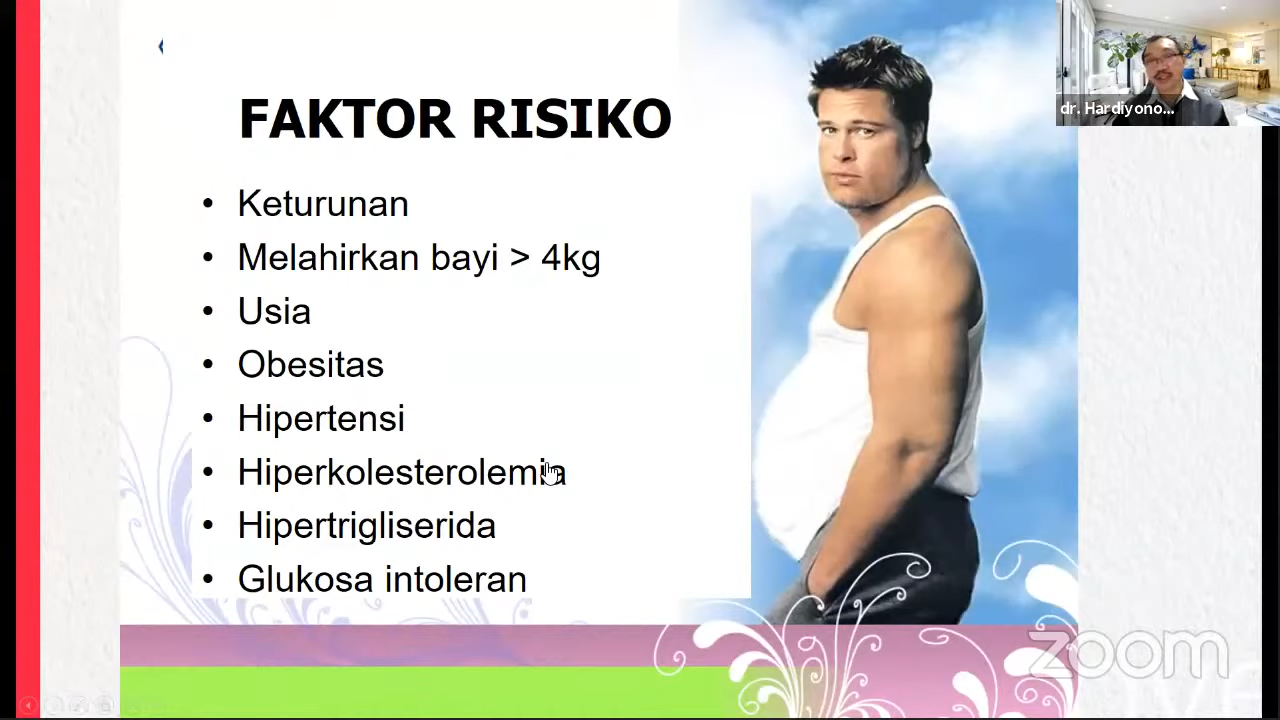 dr. Hardiyono...
FAKTOR RISIKO
• Keturunan
• Melahirkan bayi > 4kg
• Usia
• Obesitas
• Hipertensi
• Hiperkolesterolemia
• Hipertrigliserida
• Glukosa intoleran
zoom